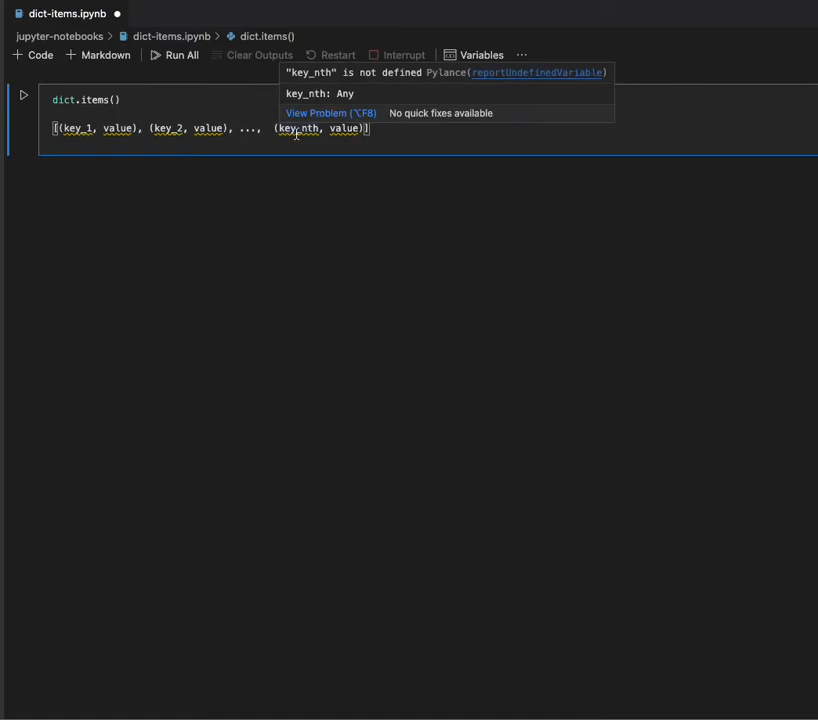 dict-items.ipynb
jupyter-notebooks > dict-items.ipynb > dict.items()
+ Code + Markdown Run All Clear Outputs Restart Interrupt Variables ...
"key_nth" is not defined Pylance(reportUndefinedVariable)
key_nth: Any
View Problem (⌥F8) No quick fixes available
dict.items()
[(key_1, value), (key_2, value), ..., (key_nth, value)]